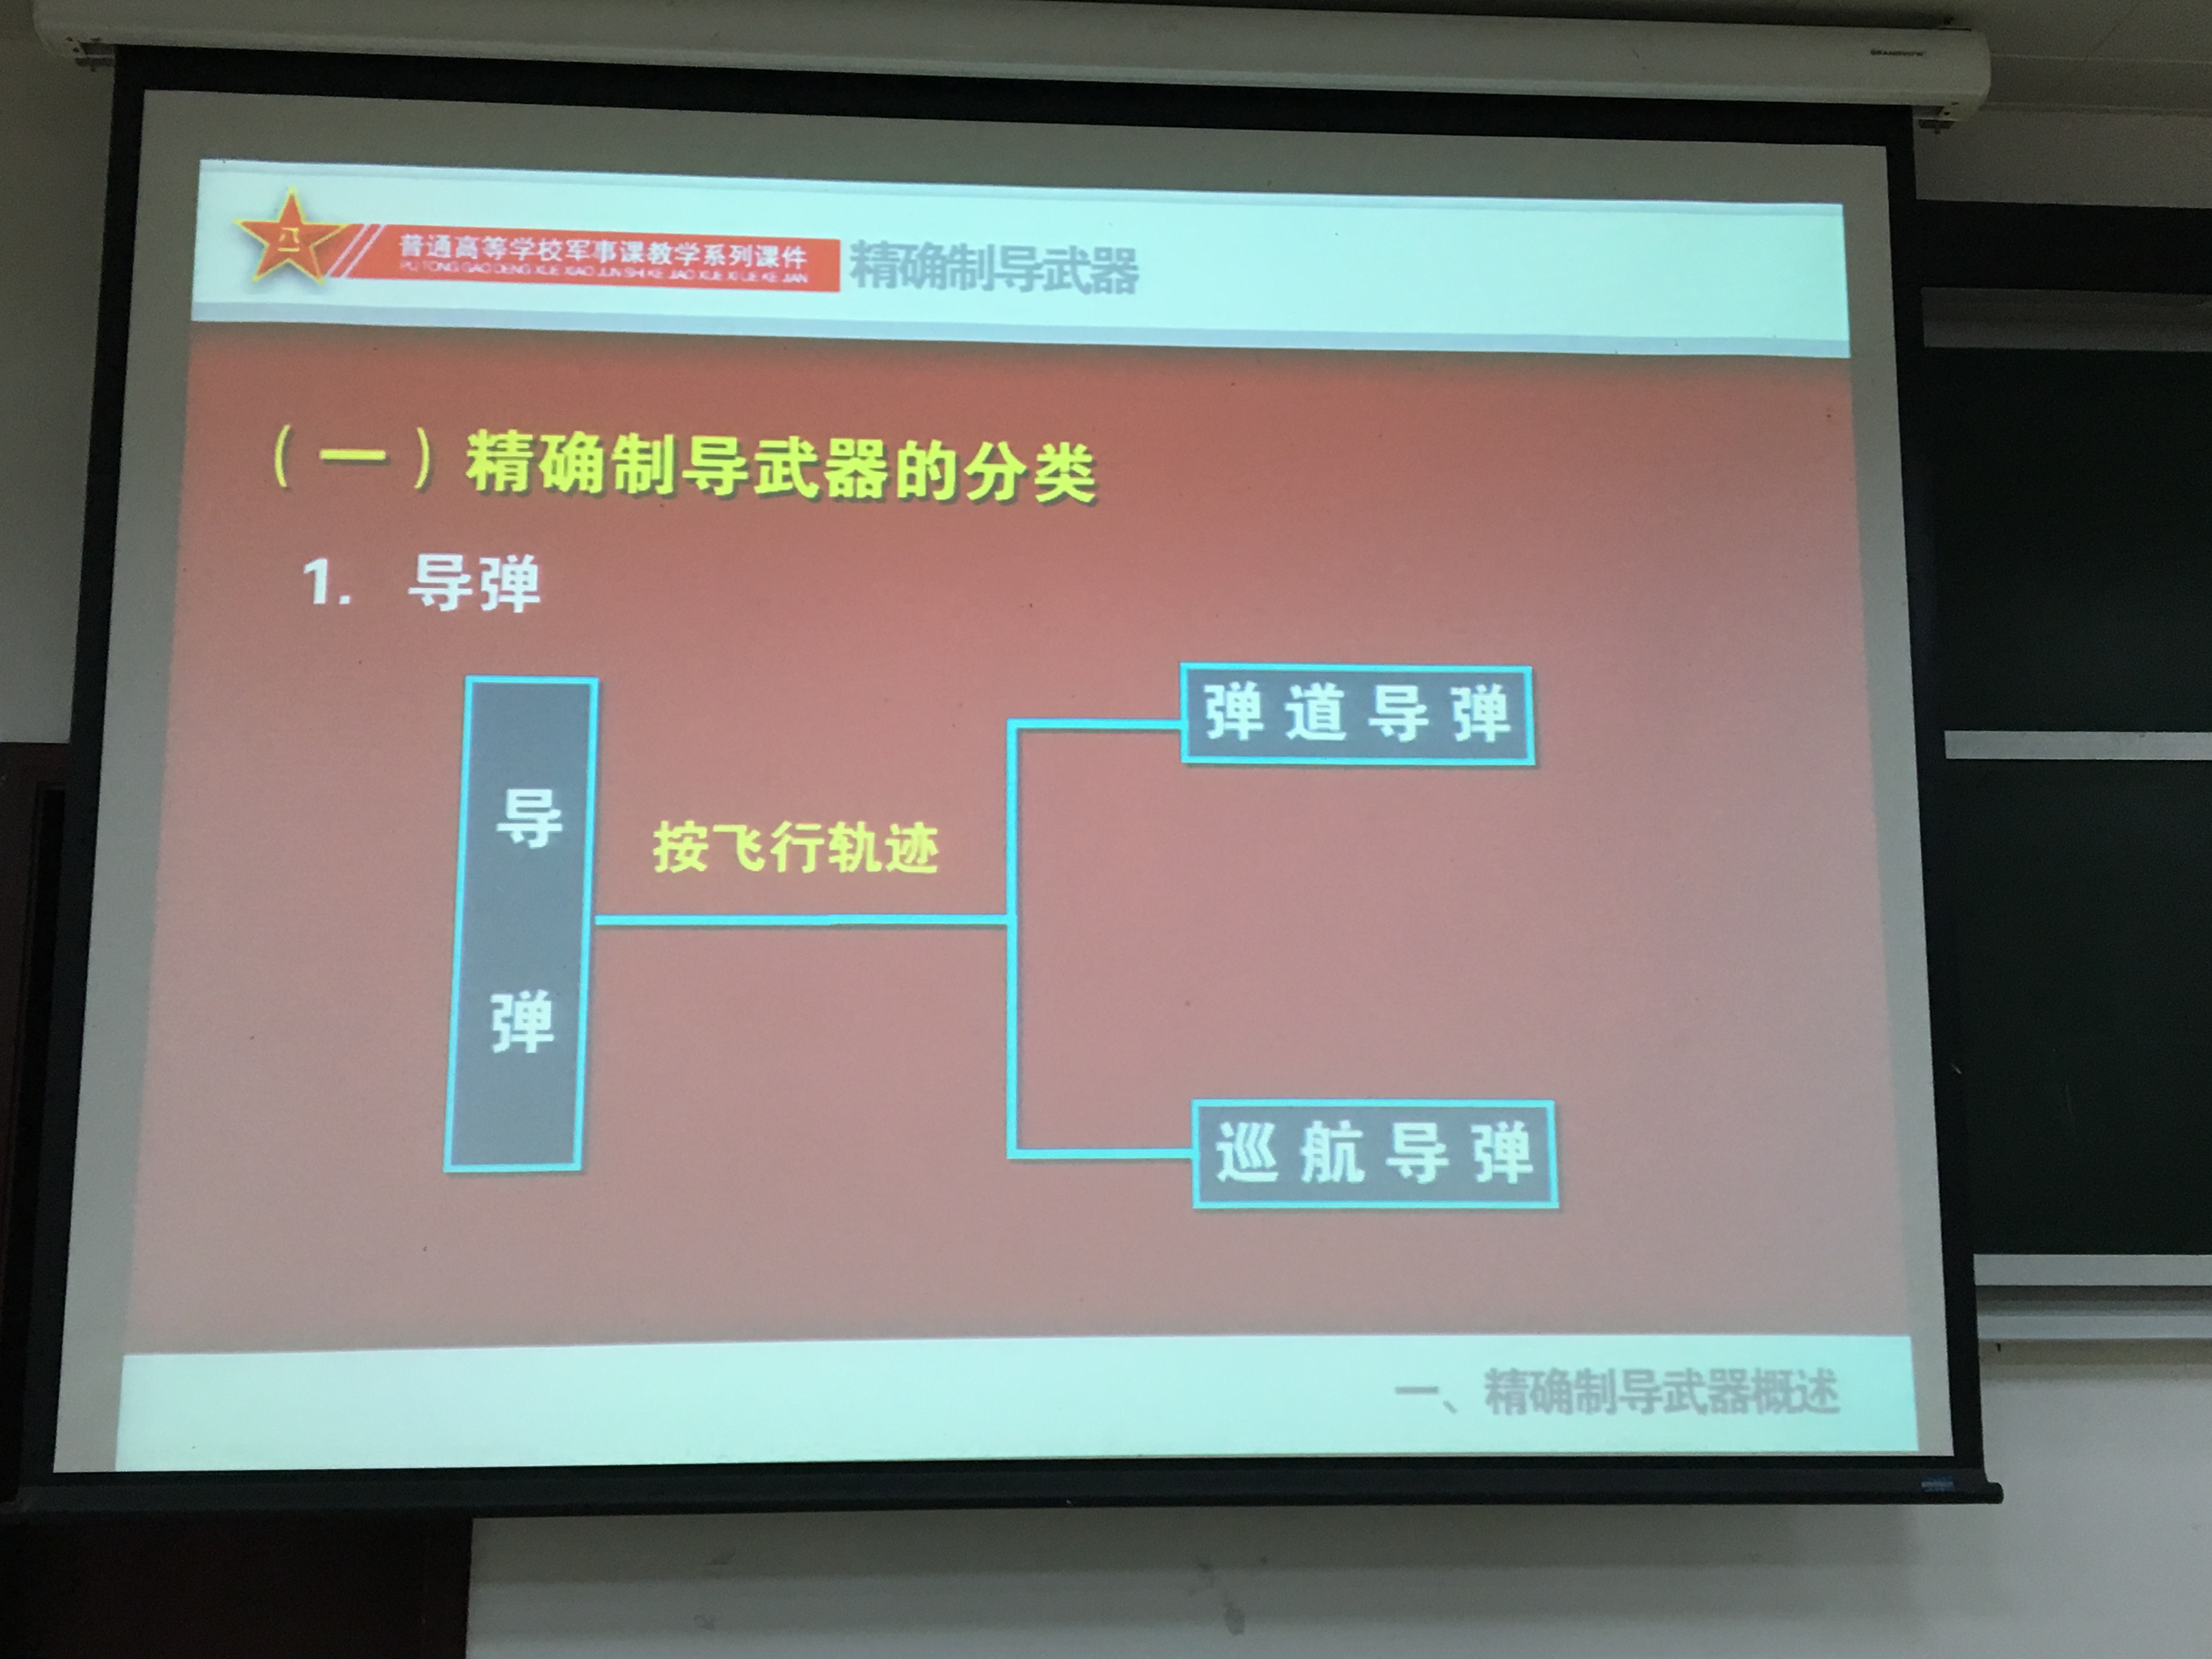 八一
普通高等学校军事课教学系列课件
PU TONG GAO DENG XUE XIAO JUN SHI KE JIAO XUE XI LIE KE JIAN
精确制导武器
（一）精确制导武器的分类
1. 导弹
导弹
按飞行轨迹
弹道导弹
巡航导弹
一、精确制导武器概述